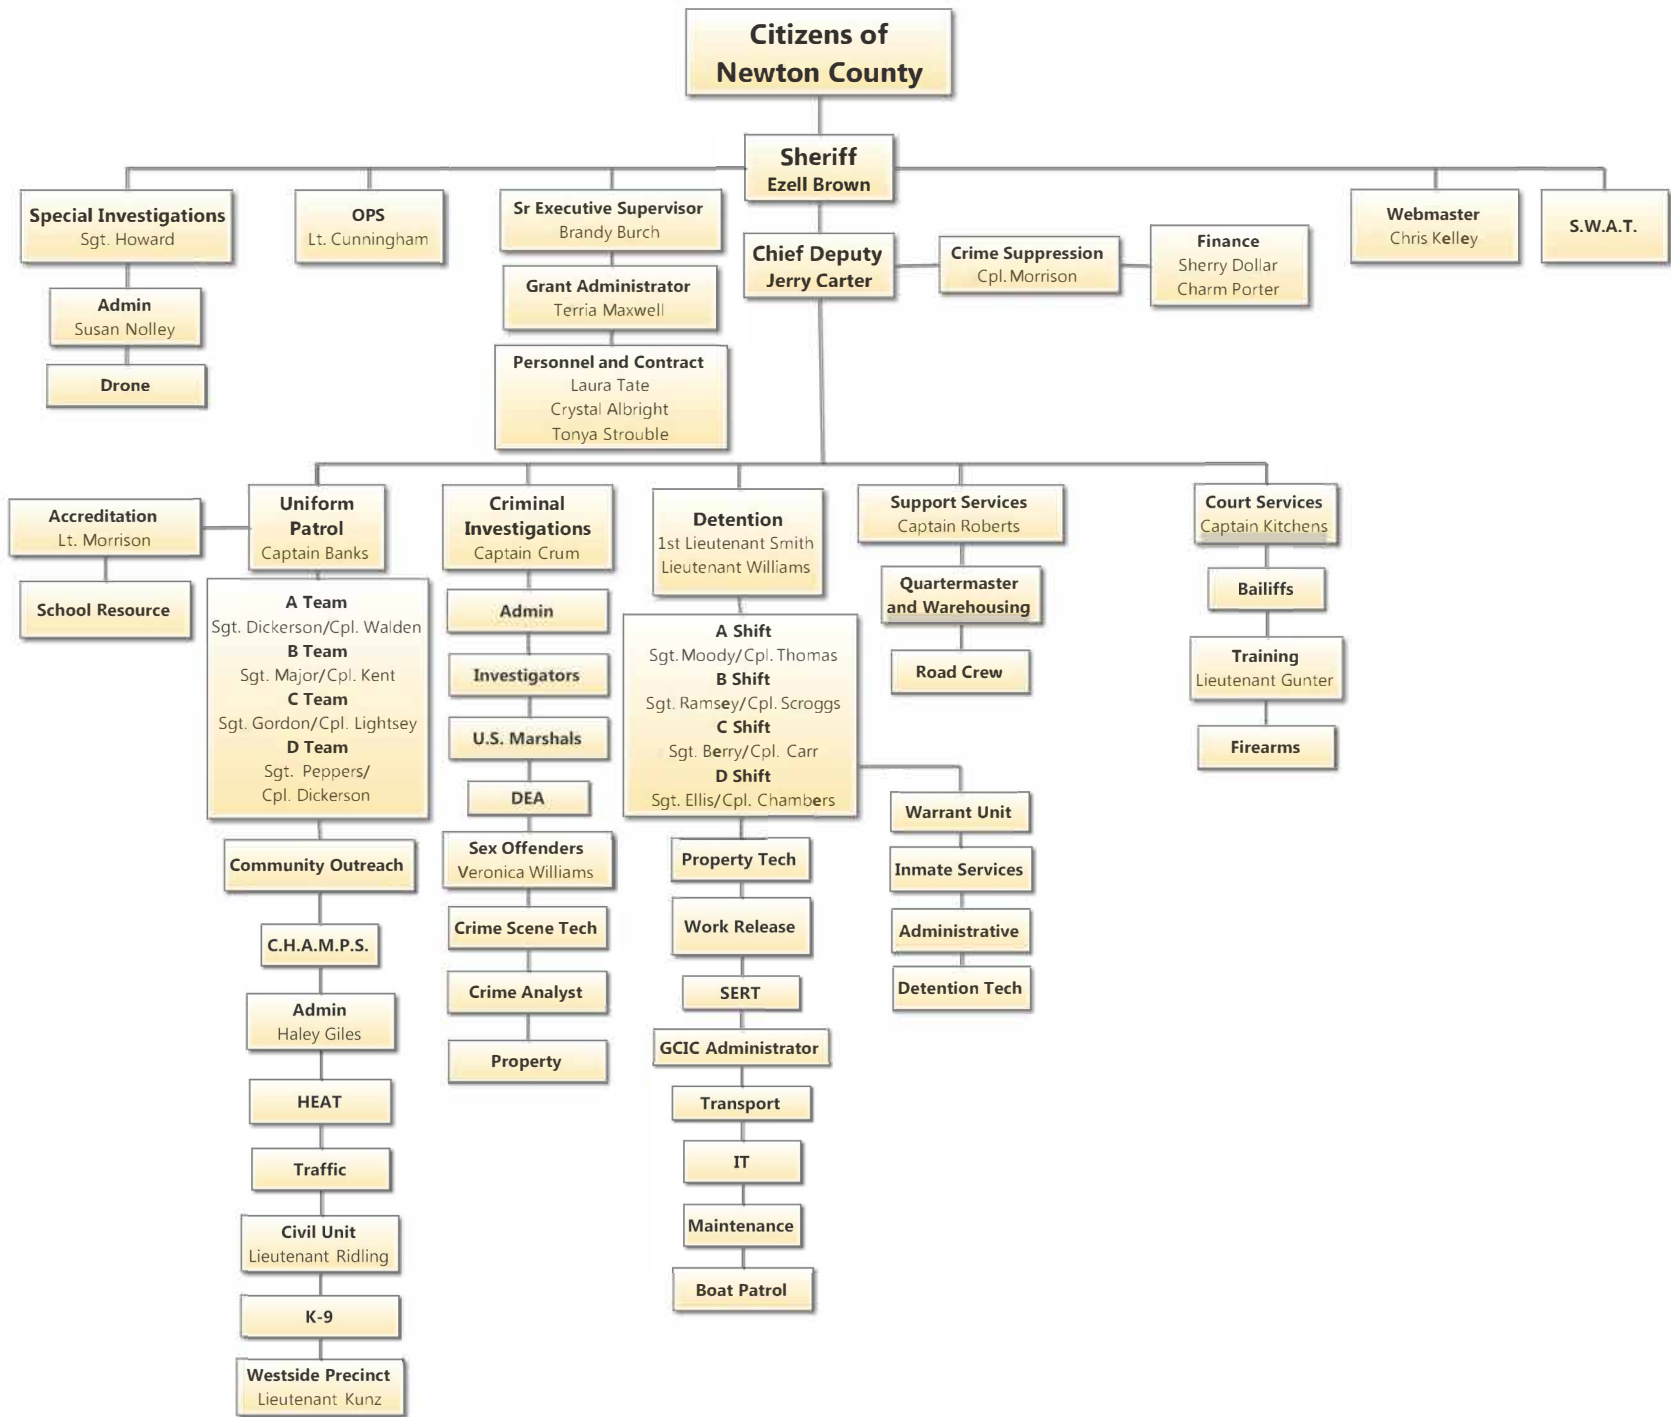 Citizens of
Newton County
Sheriff
Ezell Brown
Special Investigations
Sgt. Howard
OPS
Lt. Cunningham
Sr Executive Supervisor
Brandy Burch
Webmaster
Chris Kelley
S.W.A.T.
Chief Deputy
Jerry Carter
Crime Suppression
Cpl. Morrison
Finance
Sherry Dollar
Charm Porter
Admin
Susan Nolley
Drone
Grant Administrator
Terria Maxwell
Personnel and Contract
Laura Tate
Crystal Albright
Tonya Strouble
Accreditation
Lt. Morrison
School Resource
Uniform
Patrol
Captain Banks
A Team
Sgt. Dickerson/Cpl. Walden
B Team
Sgt. Major/Cpl. Kent
C Team
Sgt. Gordon/Cpl. Lightsey
D Team
Sgt. Peppers/
Cpl. Dickerson
Community Outreach
C.H.A.M.P.S.
Admin
Haley Giles
HEAT
Traffic
Civil Unit
Lieutenant Ridling
K-9
Westside Precinct
Lieutenant Kunz
Criminal
Investigations
Captain Crum
Admin
Investigators
U.S. Marshals
DEA
Sex Offenders
Veronica Williams
Crime Scene Tech
Crime Analyst
Property
Detention
1st Lieutenant Smith
Lieutenant Williams
A Shift
Sgt. Moody/Cpl. Thomas
B Shift
Sgt. Ramsey/Cpl. Scroggs
C Shift
Sgt. Berry/Cpl. Carr
D Shift
Sgt. Ellis/Cpl. Chambers
Property Tech
Work Release
SERT
GCIC Administrator
Transport
IT
Maintenance
Boat Patrol
Warrant Unit
Inmate Services
Administrative
Detention Tech
Support Services
Captain Roberts
Quartermaster
and Warehousing
Road Crew
Court Services
Captain Kitchens
Bailiffs
Training
Lieutenant Gunter
Firearms